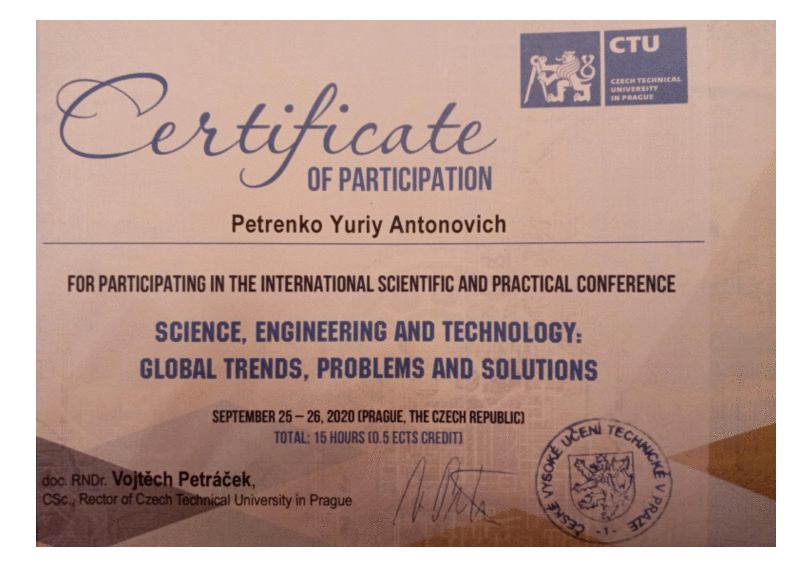 CTU
CZECH TECHNICAL
UNIVERSITY
IN PRAGUE
Certificate
OF PARTICIPATION
Petrenko Yuriy Antonovich
FOR PARTICIPATING IN THE INTERNATIONAL SCIENTIFIC AND PRACTICAL CONFERENCE
SCIENCE, ENGINEERING AND TECHNOLOGY:
GLOBAL TRENDS, PROBLEMS AND SOLUTIONS
SEPTEMBER 25 – 26, 2020 (PRAGUE, THE CZECH REPUBLIC)
TOTAL: 15 HOURS (0.5 ECTS CREDIT)
doc. RNDr. Vojtěch Petráček,
CSc., Rector of Czech Technical University in Prague
ČESKÉ VYSOKÉ UČENÍ TECHNICKÉ V PRAZE
-1-